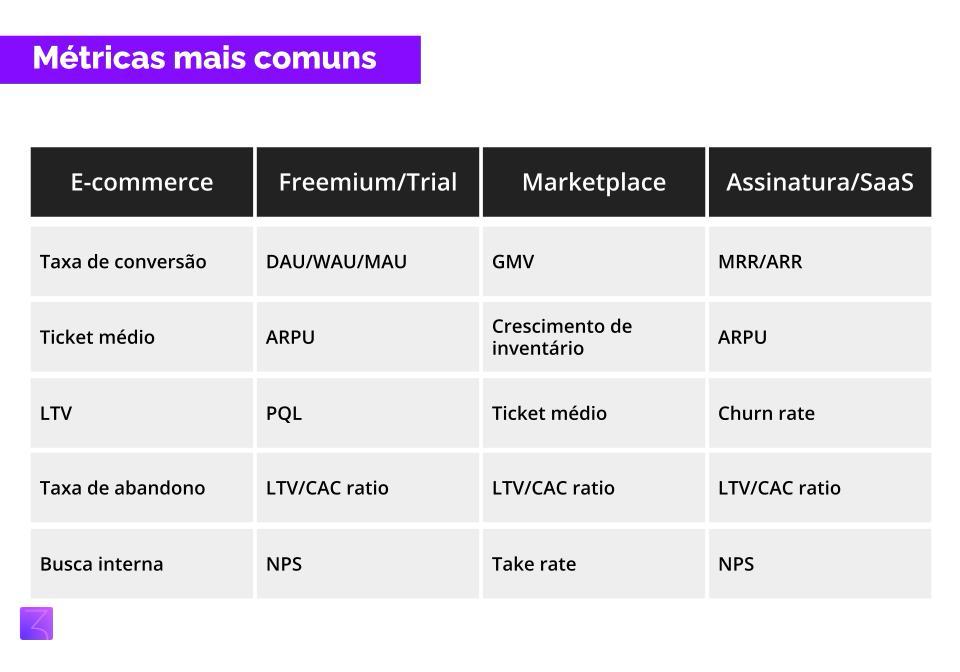 Métricas mais comuns
E-commerce
Freemium/Trial
Marketplace
Assinatura/SaaS
Taxa de conversão
DAU/WAU/MAU
GMV
MRR/ARR
Ticket médio
ARPU
Crescimento de
inventário
ARPU
LTV
PQL
Ticket médio
Churn rate
Taxa de abandono
LTV/CAC ratio
LTV/CAC ratio
LTV/CAC ratio
Busca interna
NPS
Take rate
NPS
3